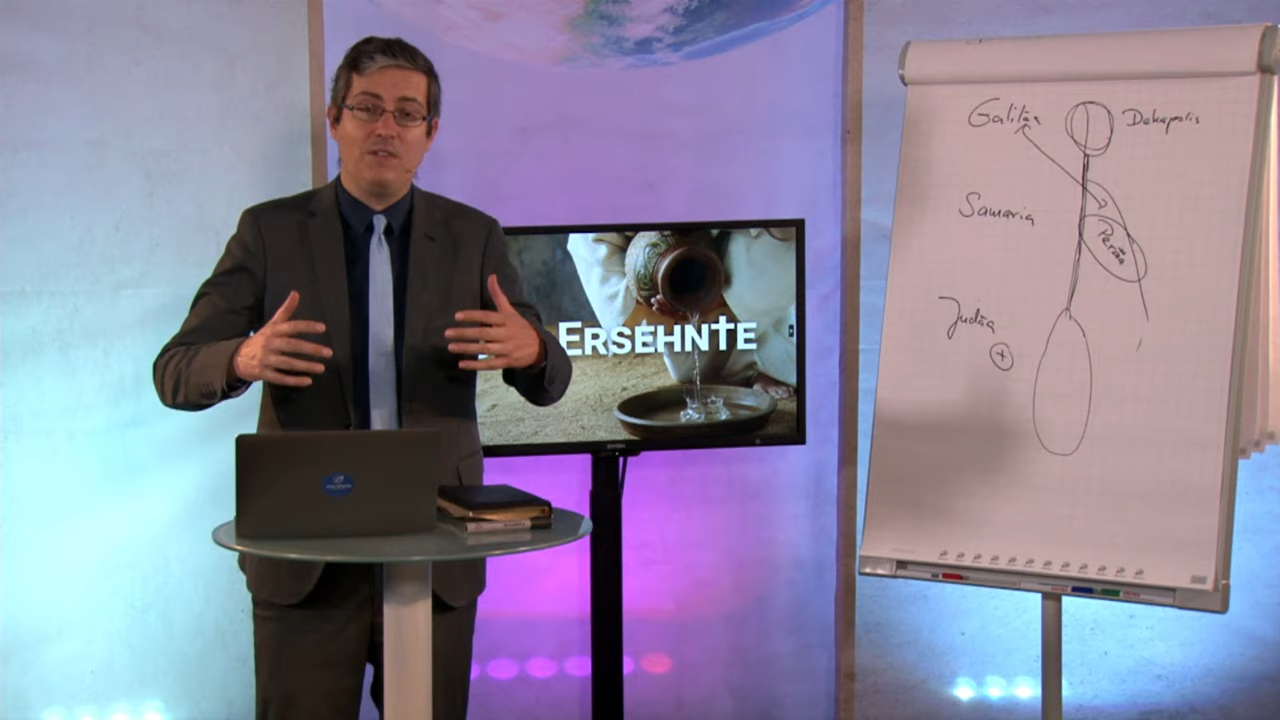 ERSEHNTE
Galiläa
Dekapolis
Samaria
Peräa
Judäa